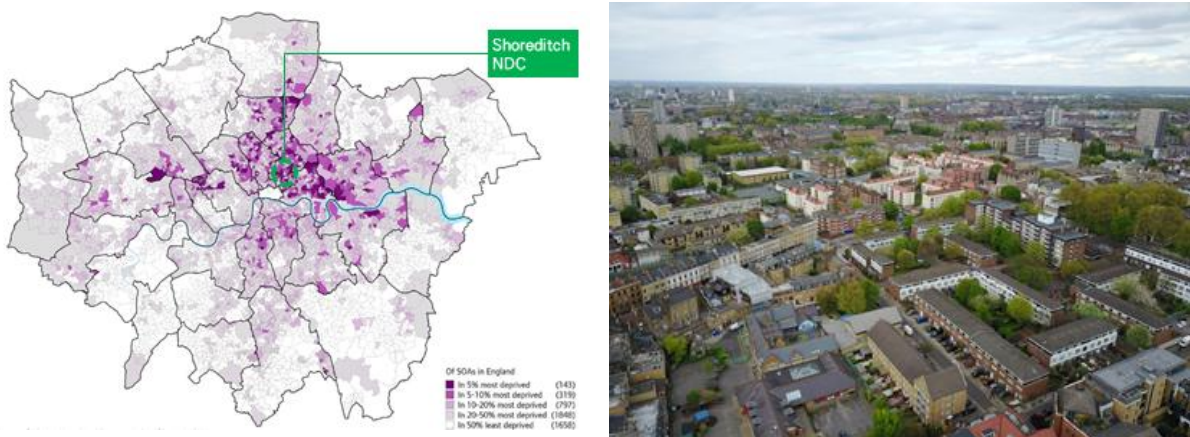 Shoreditch
NDC
Of SOAs in England
In 5% most deprived (143)
In 5-10% most deprived (319)
In 10-20% most deprived (797)
In 20-50% most deprived (1848)
In 50% least deprived (1658)